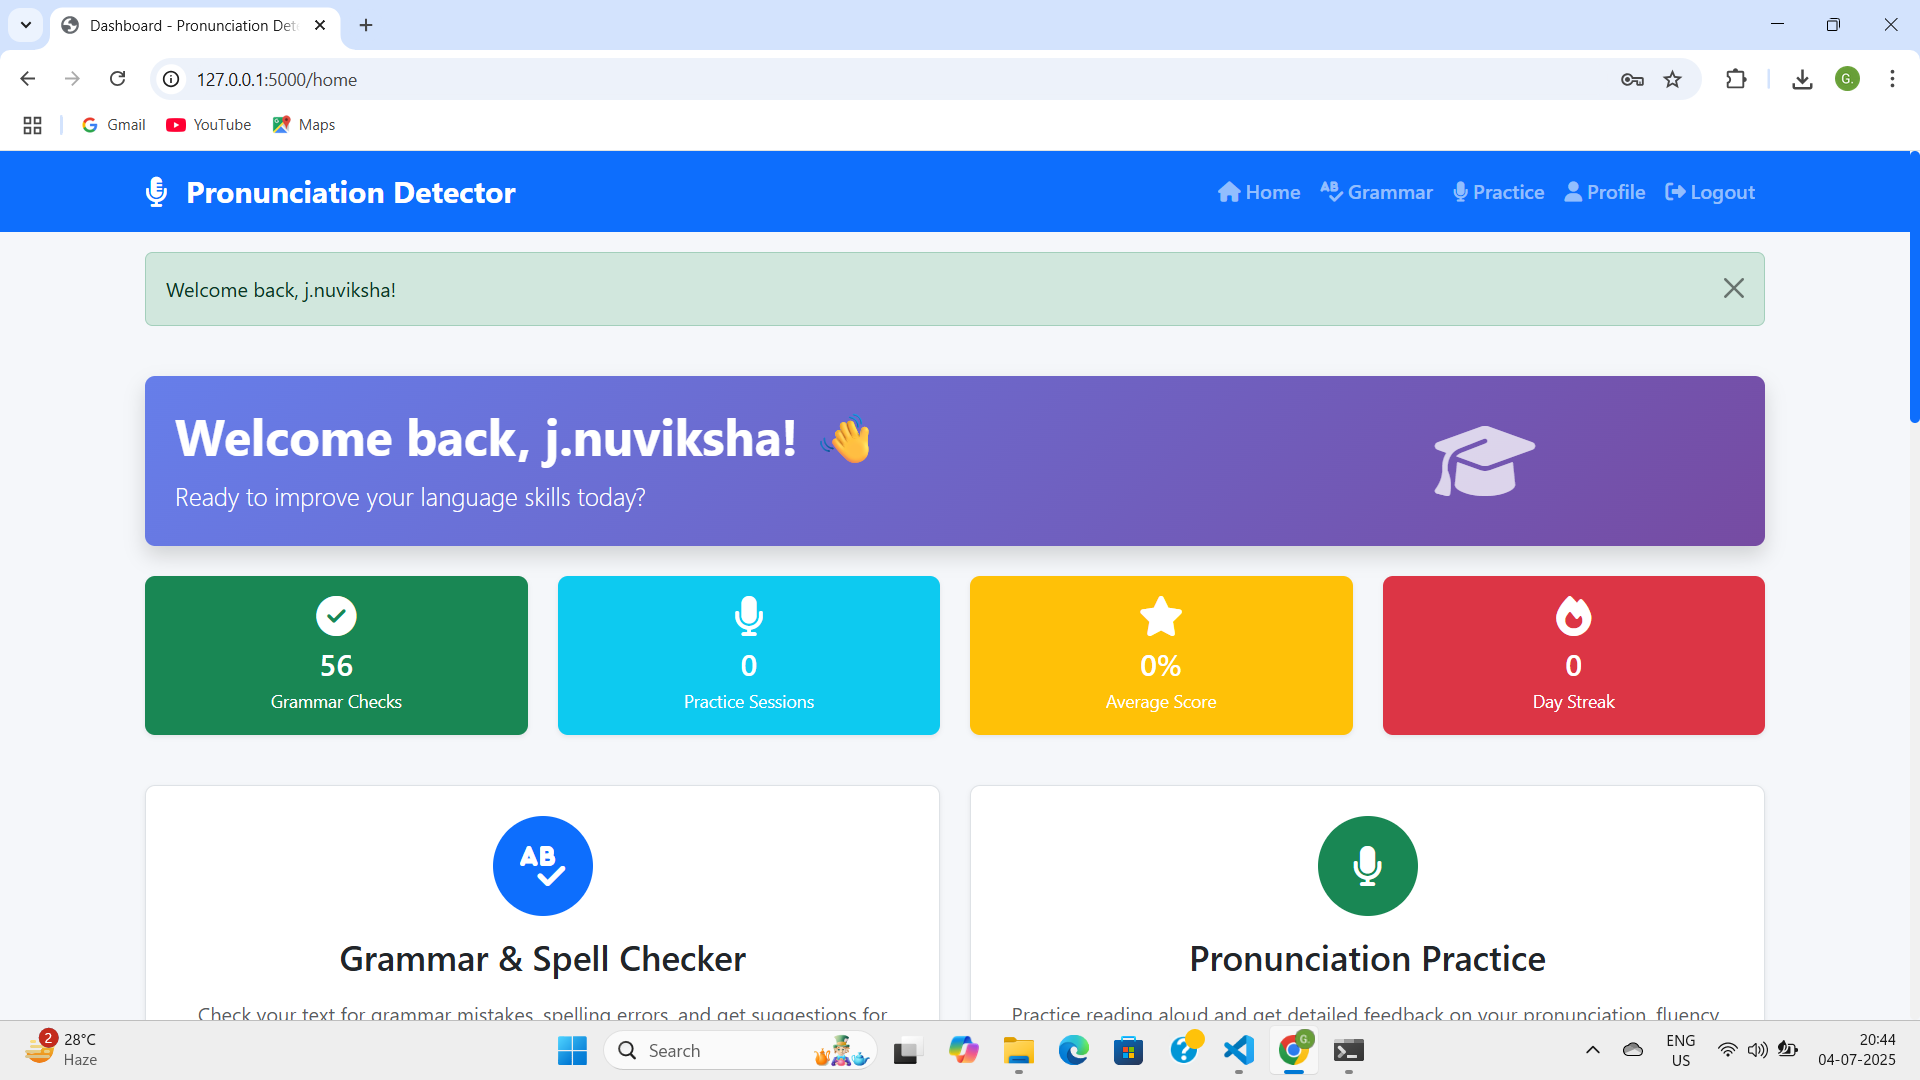 Dashboard - Pronunciation Det
127.0.0.1:5000/home
G.
Gmail
YouTube
Maps
Pronunciation Detector
Home
AB Grammar
Practice
Profile
Logout
Welcome back, j.nuviksha!
Welcome back, j.nuviksha!
Ready to improve your language skills today?
56
Grammar Checks
0
Practice Sessions
0%
Average Score
0
Day Streak
AB
Grammar & Spell Checker
Check your text for grammar mistakes, spelling errors, and get suggestions for
Pronunciation Practice
Practice reading aloud and get detailed feedback on your pronunciation, fluency
2
28°C
Haze
Search
G.
ENG
US
20:44
04-07-2025